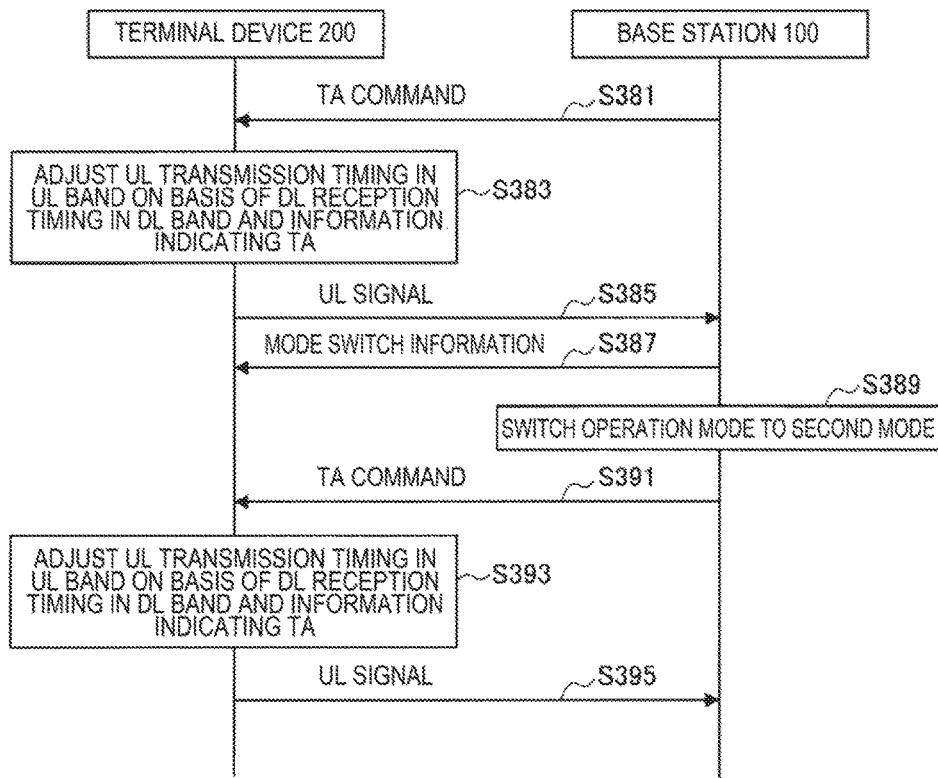 TERMINAL DEVICE 200
BASE STATION 100
TA COMMAND
S381
ADJUST UL TRANSMISSION TIMING IN
UL BAND ON BASIS OF DL RECEPTION
TIMING IN DL BAND AND INFORMATION
INDICATING TA
S383
UL SIGNAL
S385
MODE SWITCH INFORMATION
S387
S389
SWITCH OPERATION MODE TO SECOND MODE
TA COMMAND
S391
ADJUST UL TRANSMISSION TIMING IN
UL BAND ON BASIS OF DL RECEPTION
TIMING IN DL BAND AND INFORMATION
INDICATING TA
S393
UL SIGNAL
S395